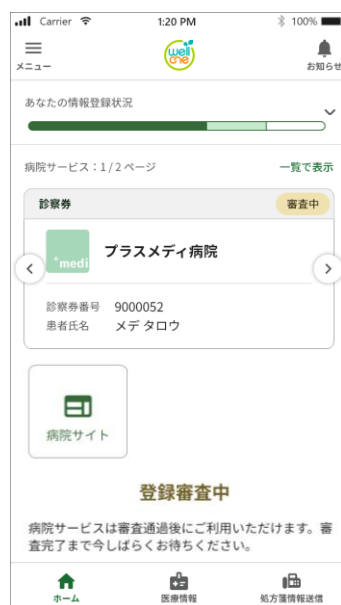 Carrier 1:20 PM 100%
well one
メニュー お知らせ
あなたの情報登録状況
病院サービス：1/2 ページ 一覧で表示
診察券 審査中
+medi プラスメディ病院
診察券番号 9000052
患者氏名 メデ タロウ
病院サイト
登録審査中
病院サービスは審査通過後にご利用いただけます。審
査完了まで今しばらくお待ちください。
ホーム 医療情報 処方箋情報送信